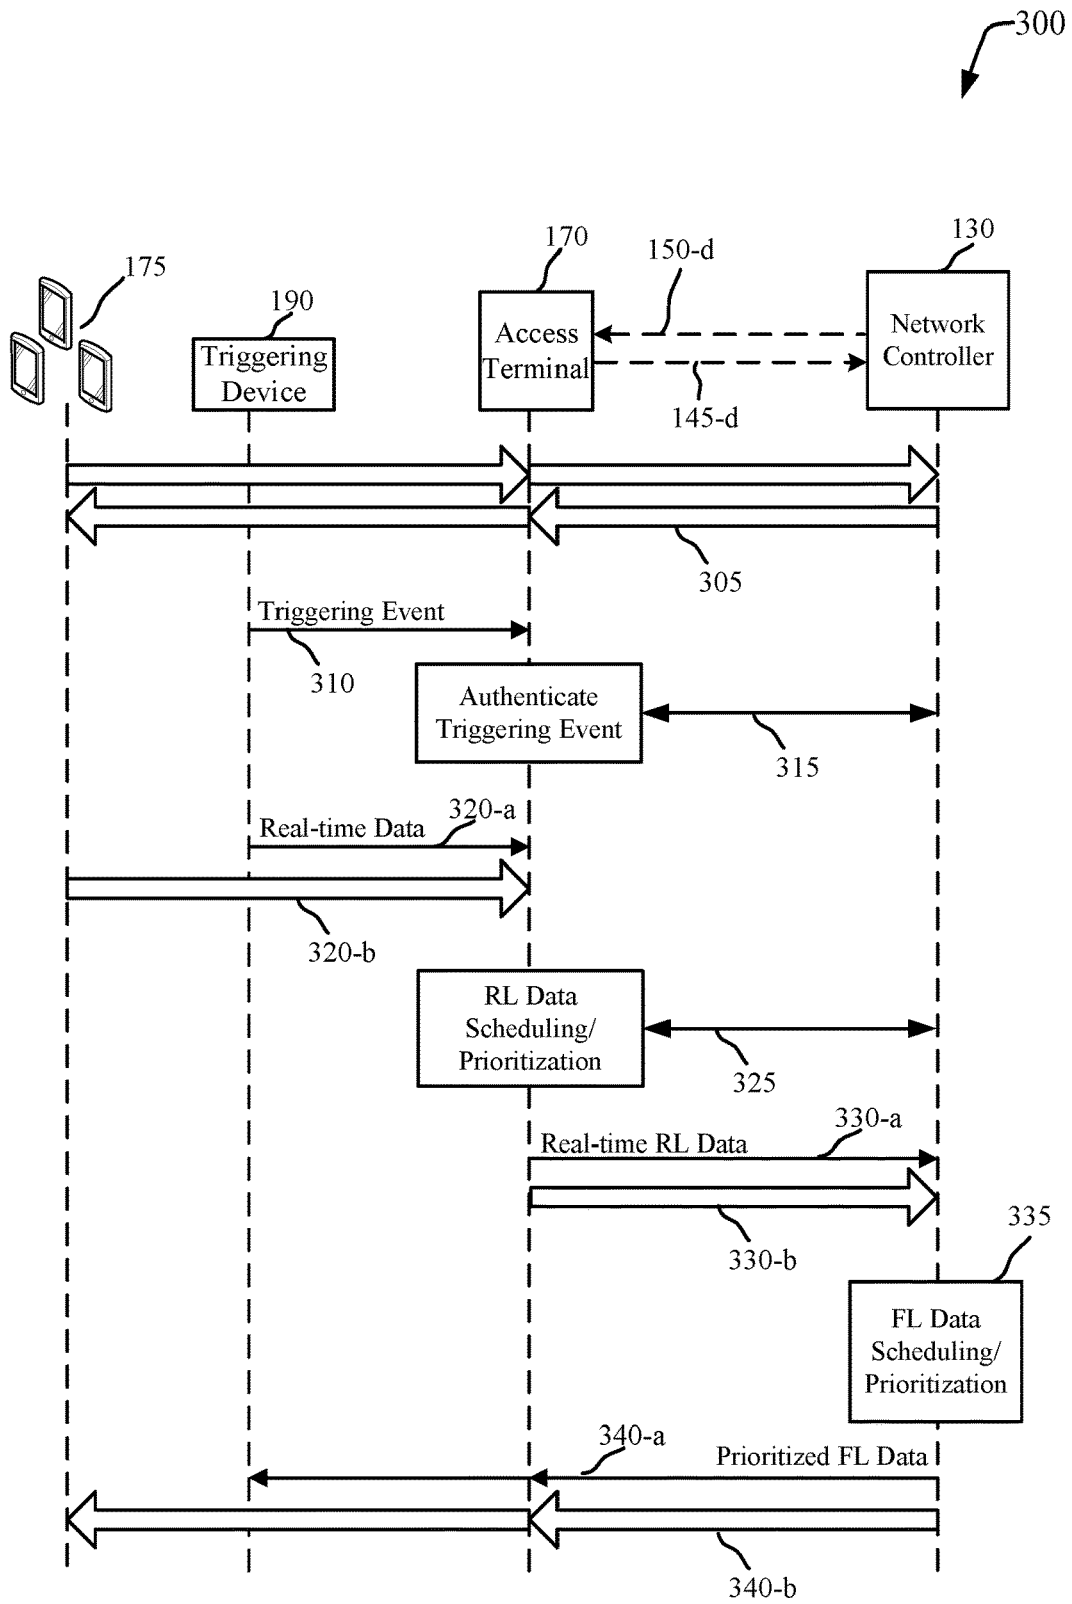 300
175
190
170
150-d
130
Triggering
Device
Access
Terminal
Network
Controller
145-d
305
Triggering Event
310
Authenticate
Triggering Event
315
Real-time Data
320-a
320-b
RL Data
Scheduling/
Prioritization
325
Real-time RL Data
330-a
330-b
335
FL Data
Scheduling/
Prioritization
340-a
Prioritized FL Data
340-b